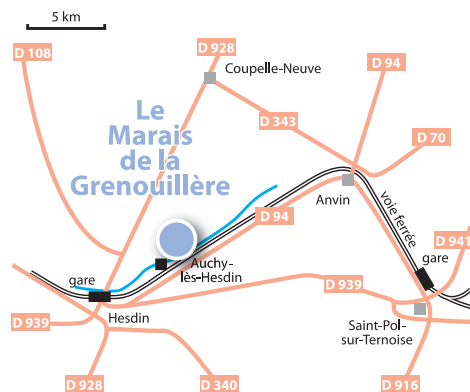 5 km
D 108
D 928
Coupelle-Neuve
D 94
D 343
D 70
Le
Marais
de la
Grenouillère
Anvin
voie ferrée
D 94
D 941
gare
Auchy-
lès-Hesdin
gare
D 939
D 939
Hesdin
Saint-Pol-
sur-Ternoise
D 928
D 340
D 916